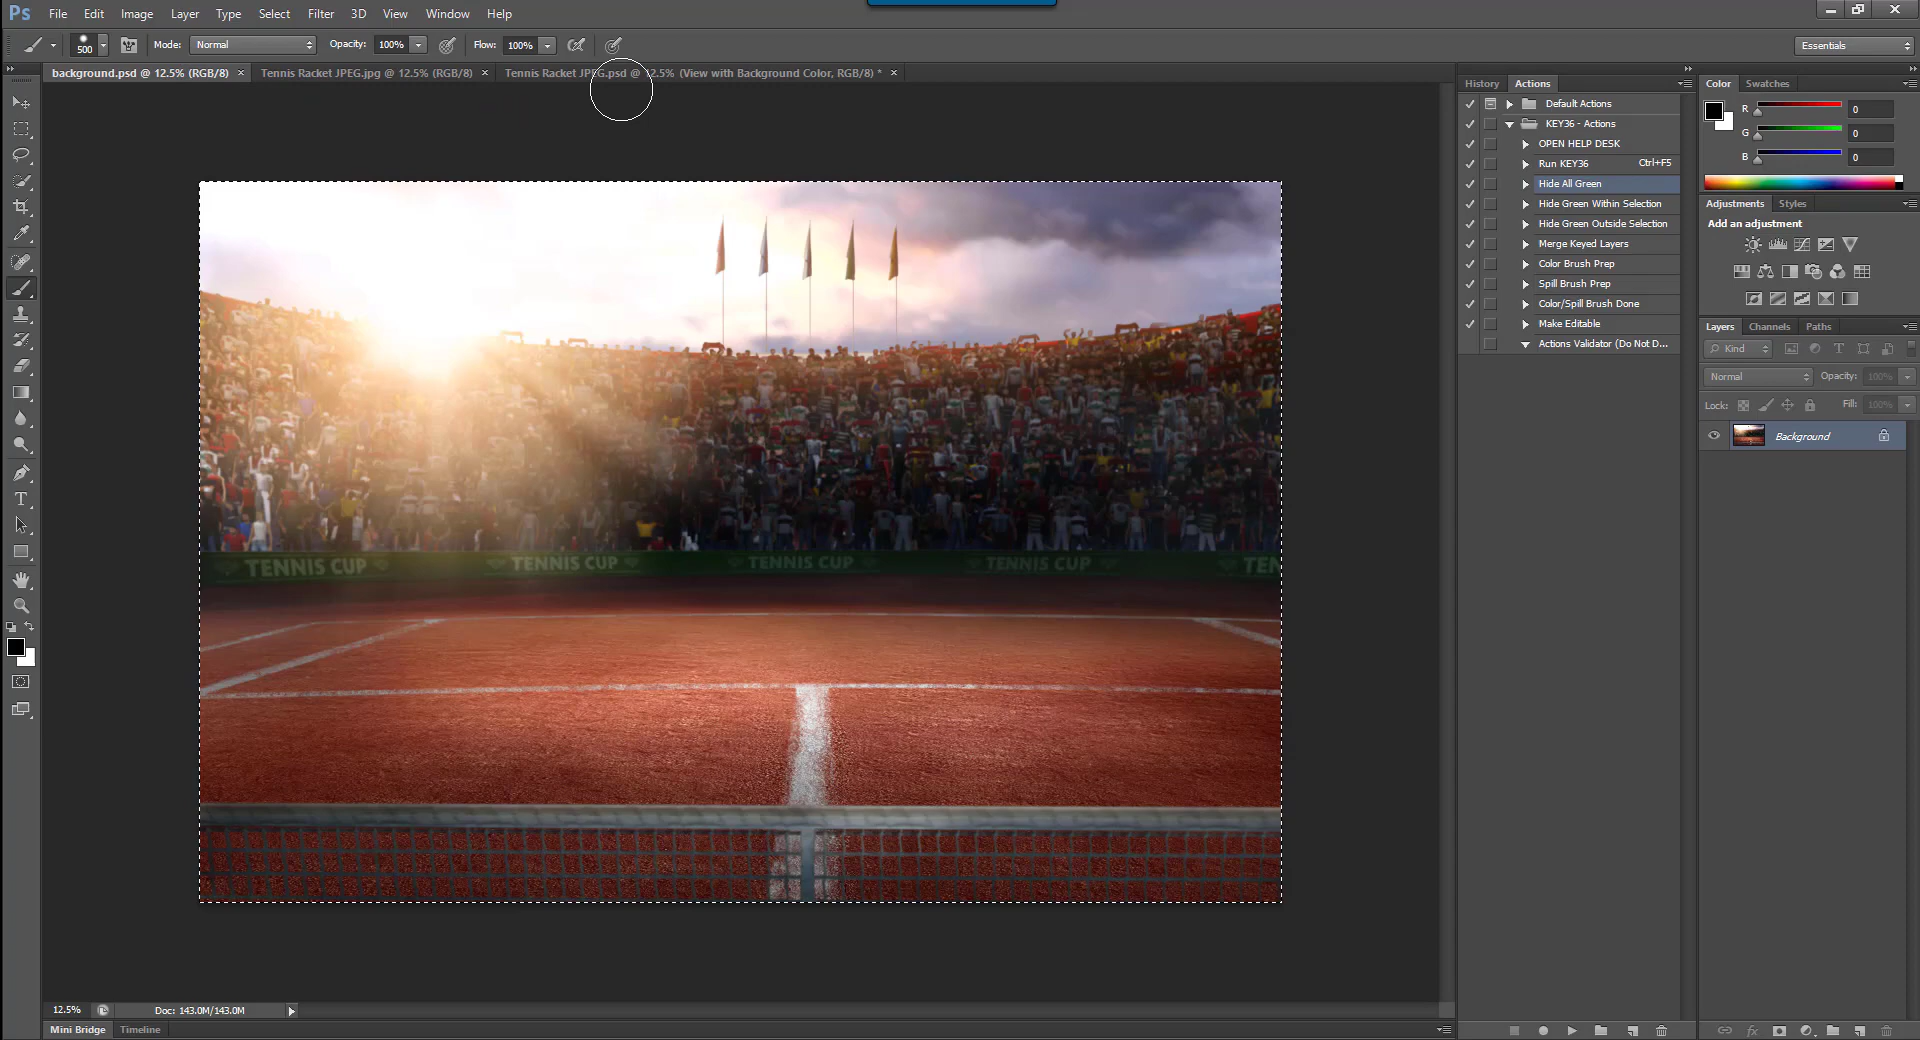 Ps File Edit Image Layer Type Select Filter 3D View Window Help
500 Mode: Normal Opacity: 100% Flow: 100% Essentials
background.psd @ 12.5% (RGB/8) × Tennis Racket JPEG.jpg @ 12.5% (RGB/8) × Tennis Racket JPEG.psd @ 12.5% (View with Background Color, RGB/8) * ×
History Actions
Default Actions
KEY36 - Actions
OPEN HELP DESK
Run KEY36 Ctrl+F5
Hide All Green
Hide Green Within Selection
Hide Green Outside Selection
Merge Keyed Layers
Color Brush Prep
Spill Brush Prep
Color/Spill Brush Done
Make Editable
Actions Validator (Do Not D...
Color Swatches
R 0
G 0
B 0
Adjustments Styles
Add an adjustment
Layers Channels Paths
Kind
Normal Opacity: 100%
Lock: Fill: 100%
Background
TENNIS CUP TENNIS CUP TENNIS CUP TENNIS CUP TEN
12.5% Doc: 143.0M/143.0M
Mini Bridge Timeline